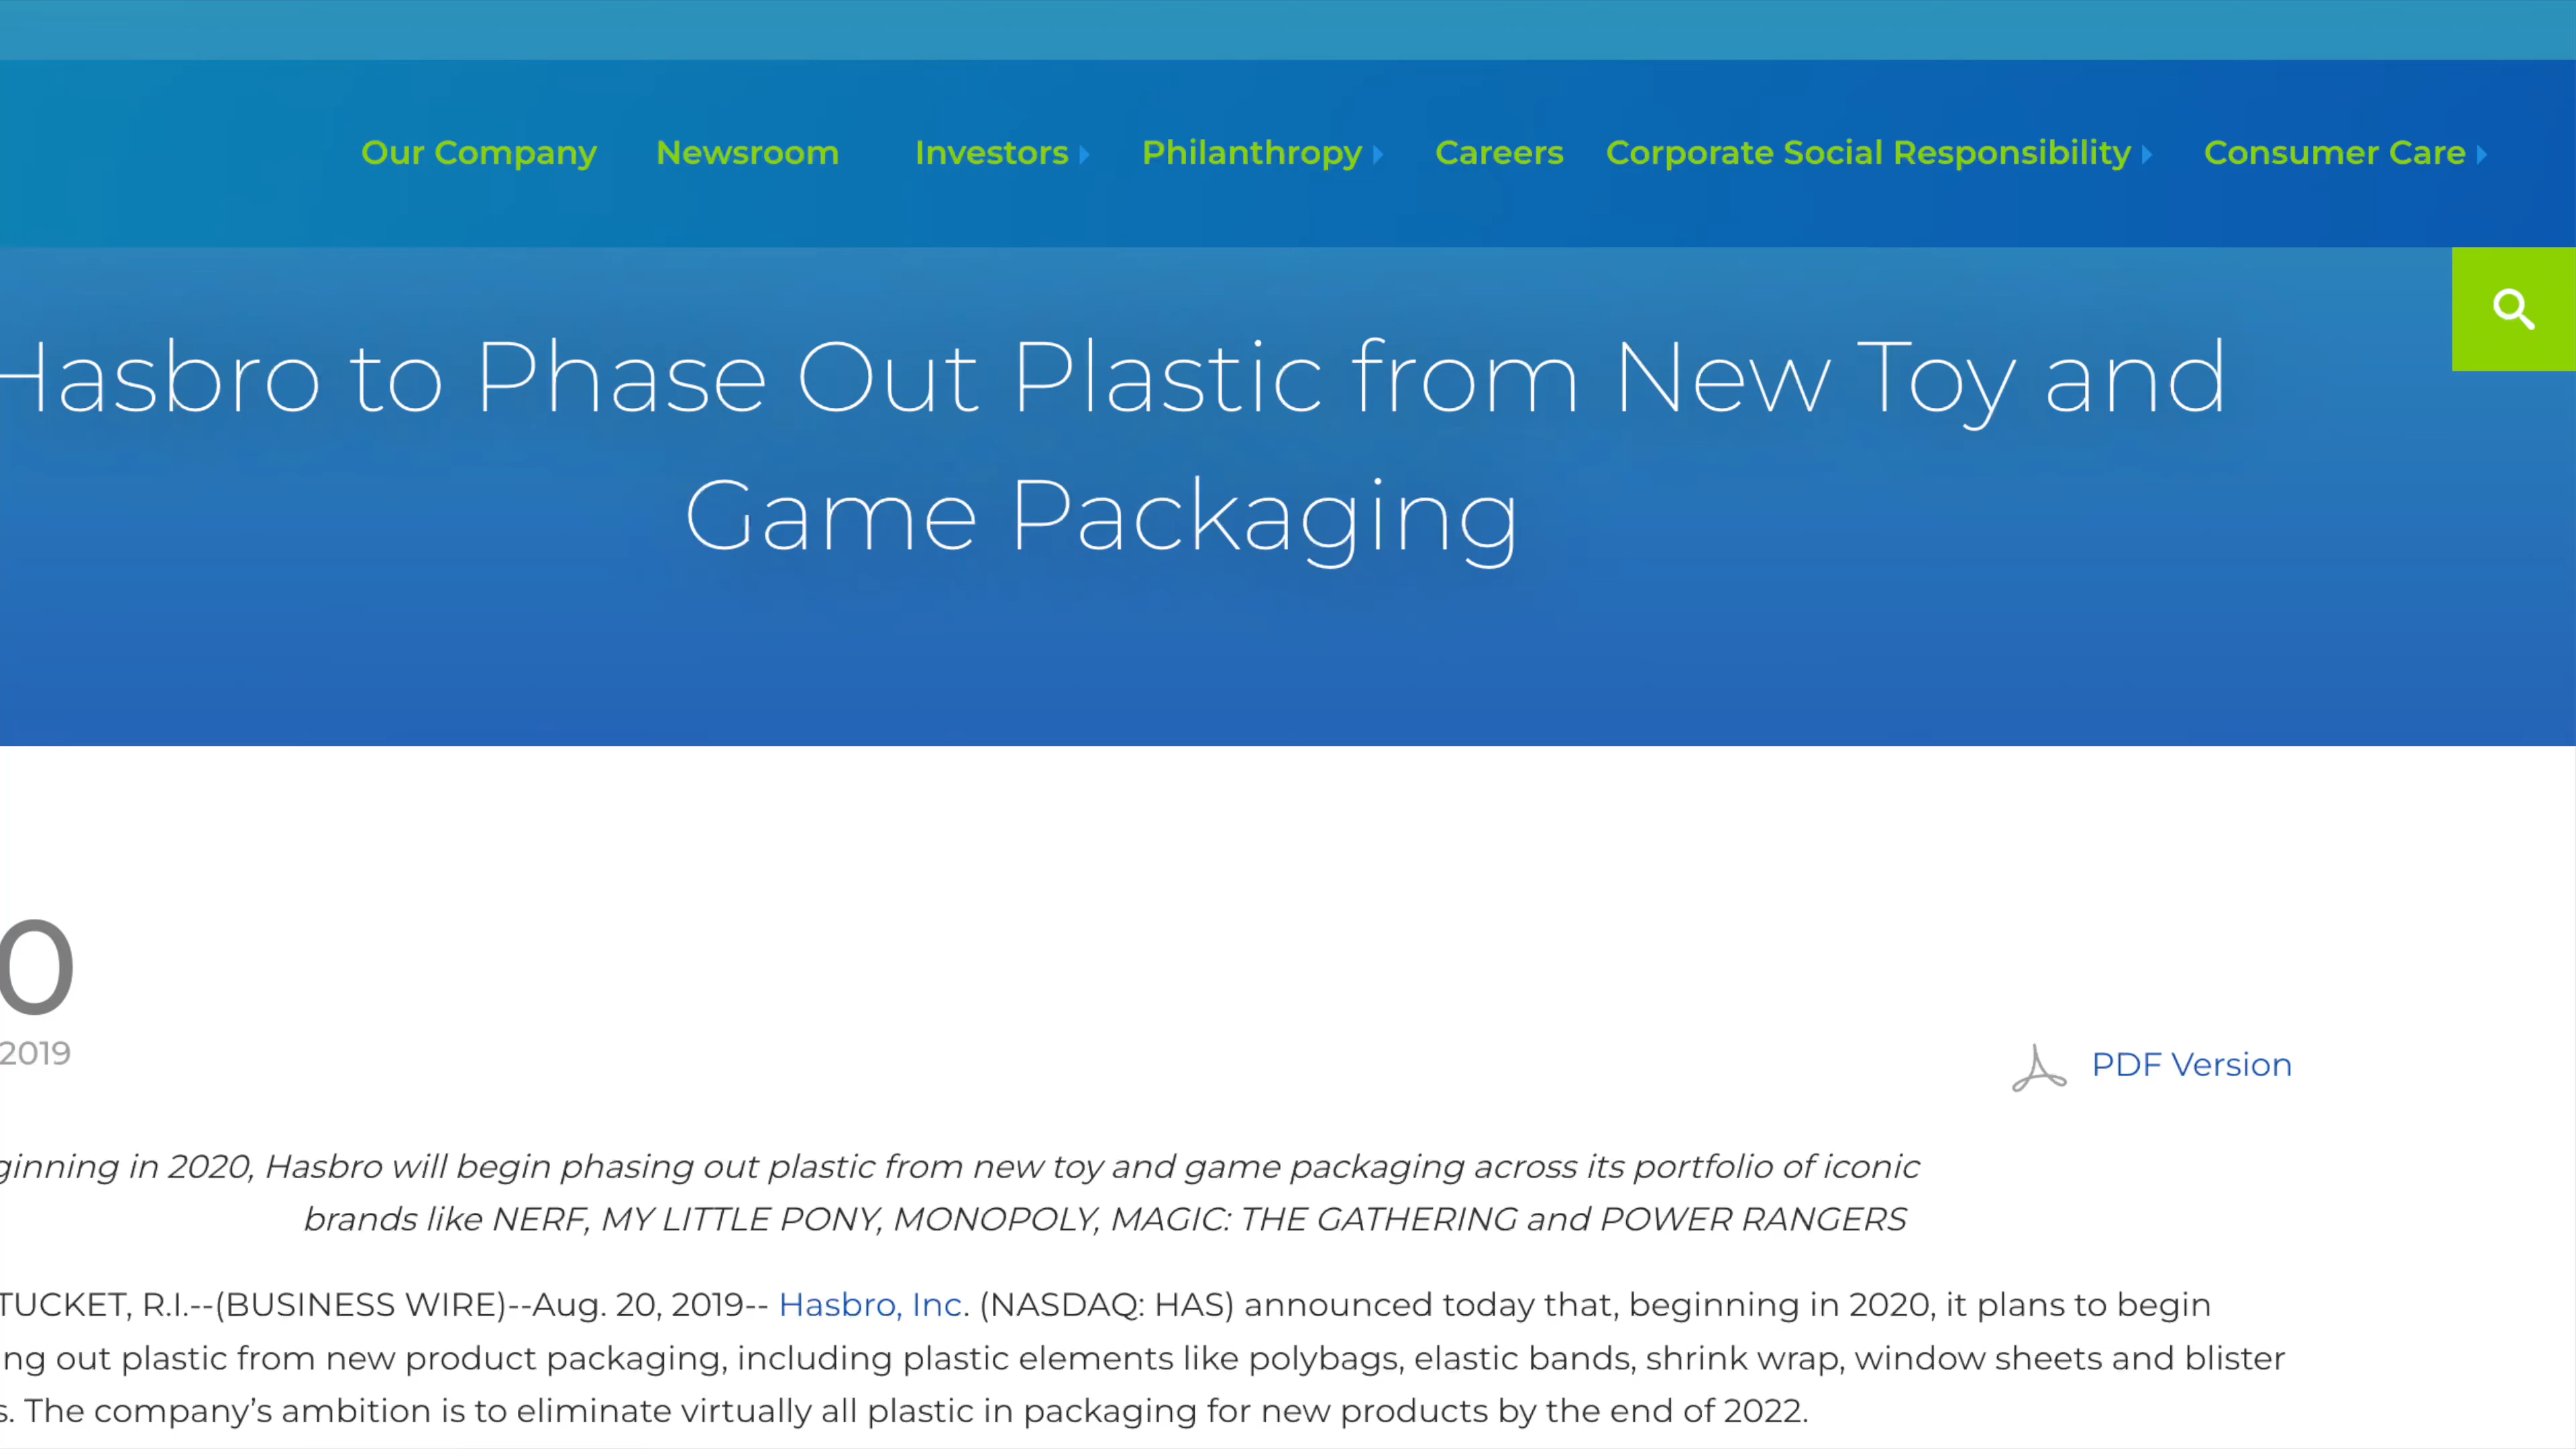 Our Company Newsroom Investors Philanthropy Careers Corporate Social Responsibility Consumer Care
Hasbro to Phase Out Plastic from New Toy and
Game Packaging
0
2019
PDF Version
ginning in 2020, Hasbro will begin phasing out plastic from new toy and game packaging across its portfolio of iconic
brands like NERF, MY LITTLE PONY, MONOPOLY, MAGIC: THE GATHERING and POWER RANGERS
TUCKET, R.I.--(BUSINESS WIRE)--Aug. 20, 2019-- Hasbro, Inc. (NASDAQ: HAS) announced today that, beginning in 2020, it plans to begin
ng out plastic from new product packaging, including plastic elements like polybags, elastic bands, shrink wrap, window sheets and blister
s. The company’s ambition is to eliminate virtually all plastic in packaging for new products by the end of 2022.